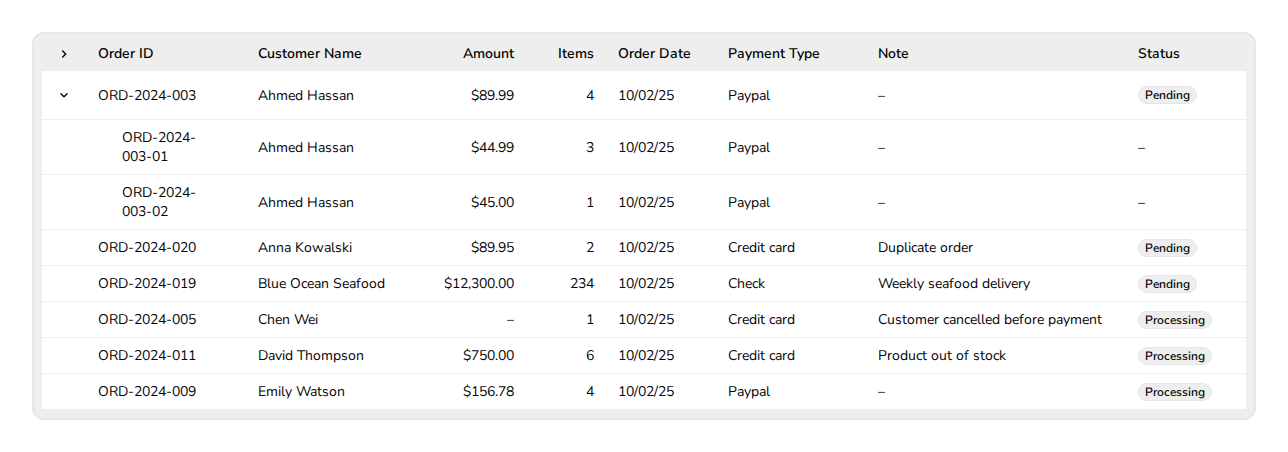 Order ID Customer Name Amount Items Order Date Payment Type Note Status
ORD-2024-003 Ahmed Hassan $89.99 4 10/02/25 Paypal – Pending
ORD-2024-003-01 Ahmed Hassan $44.99 3 10/02/25 Paypal – –
ORD-2024-003-02 Ahmed Hassan $45.00 1 10/02/25 Paypal – –
ORD-2024-020 Anna Kowalski $89.95 2 10/02/25 Credit card Duplicate order Pending
ORD-2024-019 Blue Ocean Seafood $12,300.00 234 10/02/25 Check Weekly seafood delivery Pending
ORD-2024-005 Chen Wei – 1 10/02/25 Credit card Customer cancelled before payment Processing
ORD-2024-011 David Thompson $750.00 6 10/02/25 Credit card Product out of stock Processing
ORD-2024-009 Emily Watson $156.78 4 10/02/25 Paypal – Processing